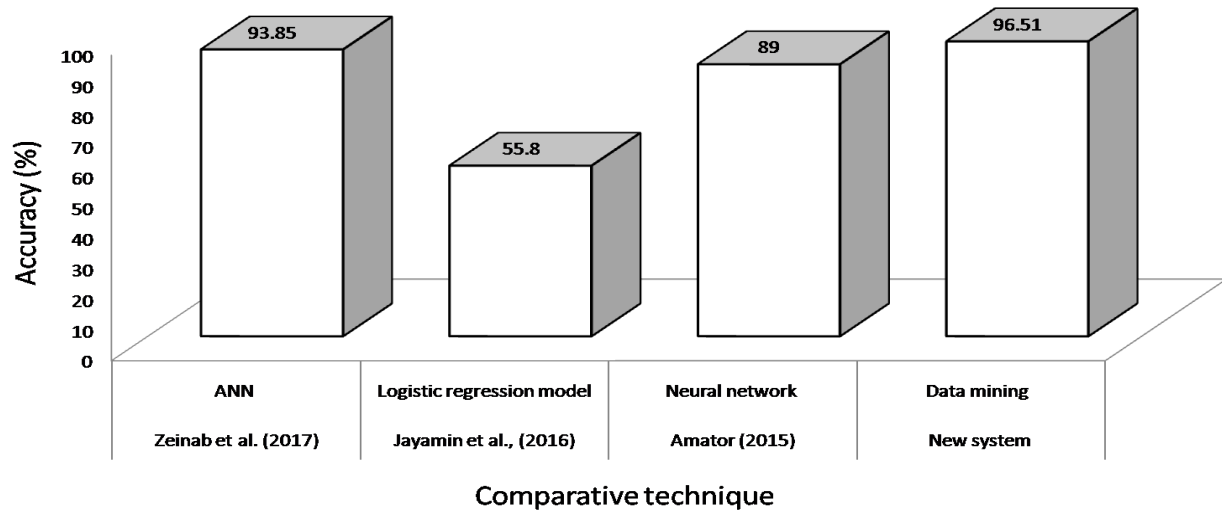 93.85
55.8
89
96.51
Accuracy (%)
100
90
80
70
60
50
40
30
20
10
0
ANN
Logistic regression model
Neural network
Data mining
Zeinab et al. (2017)
Jayamin et al., (2016)
Amator (2015)
New system
Comparative technique